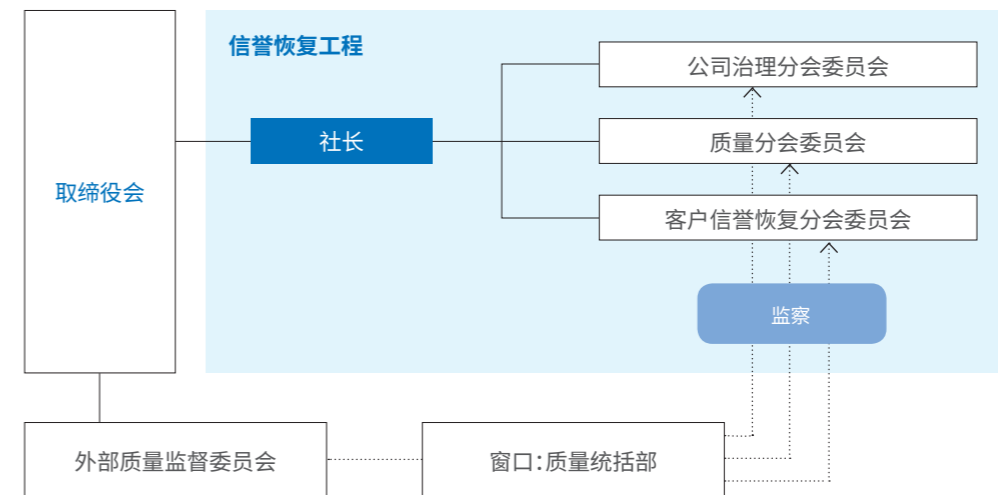 信誉恢复工程
公司治理分会委员会
社长
质量分会委员会
取缔役会
客户信誉恢复分会委员会
监察
外部质量监督委员会
窗口:质量统括部